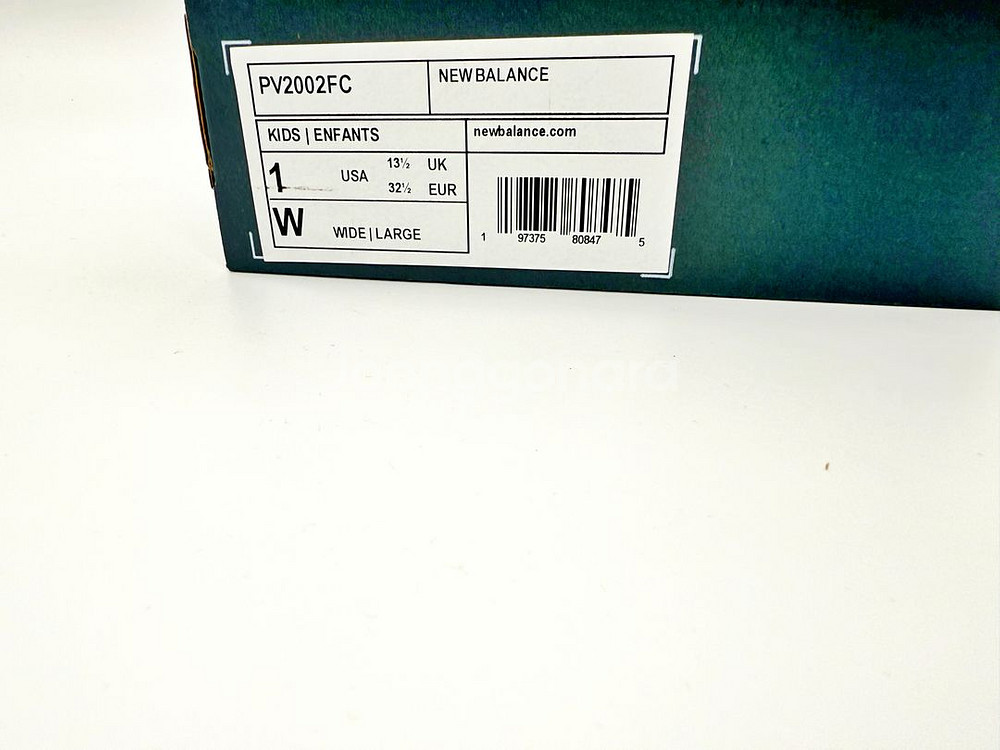 PV2002FC
NEW BALANCE
KIDS | ENFANTS
newbalance.com
1 USA 13½ UK
32½ EUR
W WIDE | LARGE
1 97375 80847 5